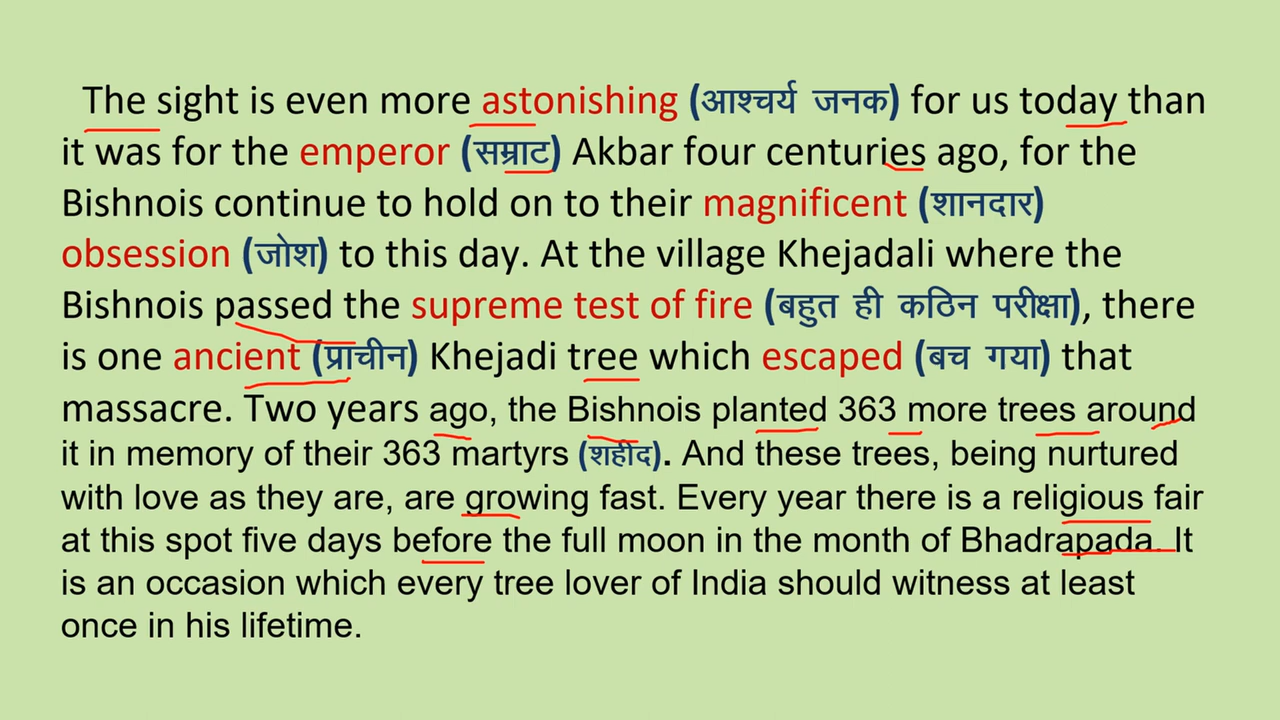 The sight is even more astonishing (आश्चर्य जनक) for us today than
it was for the emperor (सम्राट) Akbar four centuries ago, for the
Bishnois continue to hold on to their magnificent (शानदार)
obsession (जोश) to this day. At the village Khejadali where the
Bishnois passed the supreme test of fire (बहुत ही कठिन परीक्षा), there
is one ancient (प्राचीन) Khejadi tree which escaped (बच गया) that
massacre. Two years ago, the Bishnois planted 363 more trees around
it in memory of their 363 martyrs (शहीद). And these trees, being nurtured
with love as they are, are growing fast. Every year there is a religious fair
at this spot five days before the full moon in the month of Bhadrapada. It
is an occasion which every tree lover of India should witness at least
once in his lifetime.